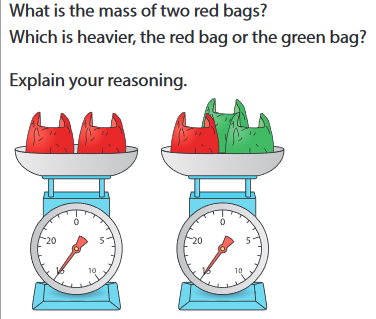 What is the mass of two red bags?
Which is heavier, the red bag or the green bag?
Explain your reasoning.
0
20 5
15 10
0
20 5
15 10